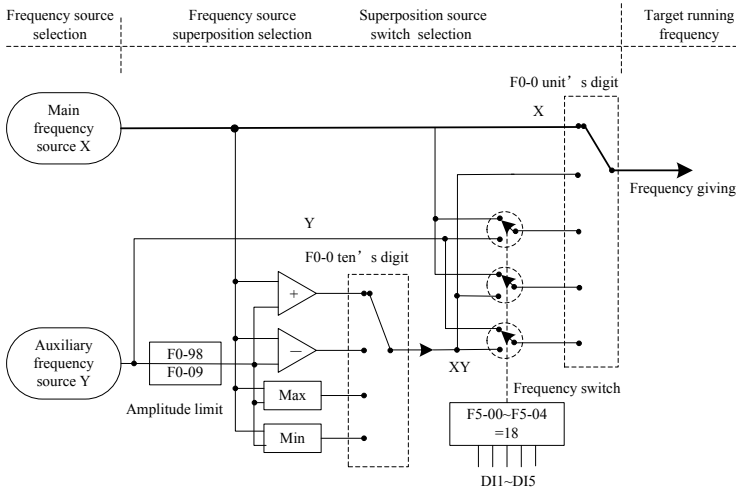 Frequency source
selection
Frequency source
superposition selection
Superposition source
switch selection
Target running
frequency
F0-0 unit’s digit
Main
frequency
source X
X
Frequency giving
Y
F0-0 ten’s digit
+
Auxiliary
frequency
source Y
F0-98
F0-09
−
XY
Amplitude limit
Max
Frequency switch
Min
F5-00~F5-04
=18
DI1~DI5